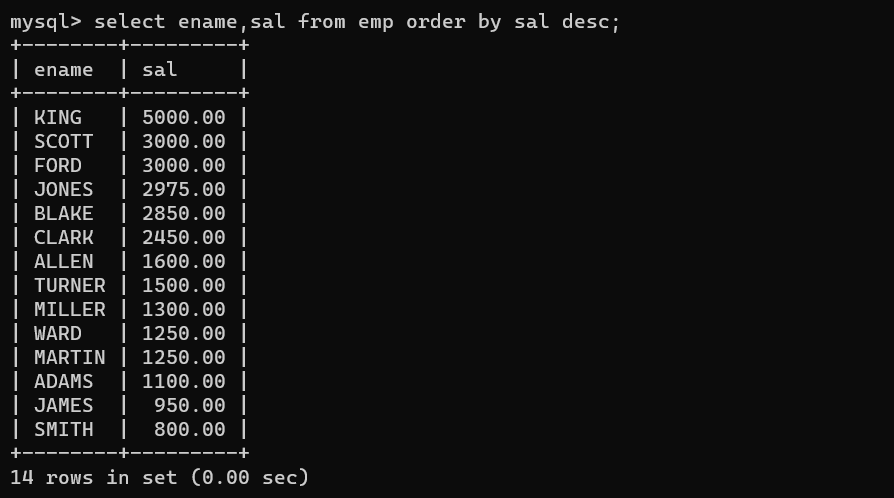 mysql> select ename,sal from emp order by sal desc;
+--------+---------+
| ename  | sal     |
+--------+---------+
| KING   | 5000.00 |
| SCOTT  | 3000.00 |
| FORD   | 3000.00 |
| JONES  | 2975.00 |
| BLAKE  | 2850.00 |
| CLARK  | 2450.00 |
| ALLEN  | 1600.00 |
| TURNER | 1500.00 |
| MILLER | 1300.00 |
| WARD   | 1250.00 |
| MARTIN | 1250.00 |
| ADAMS  | 1100.00 |
| JAMES  |  950.00 |
| SMITH  |  800.00 |
+--------+---------+
14 rows in set (0.00 sec)